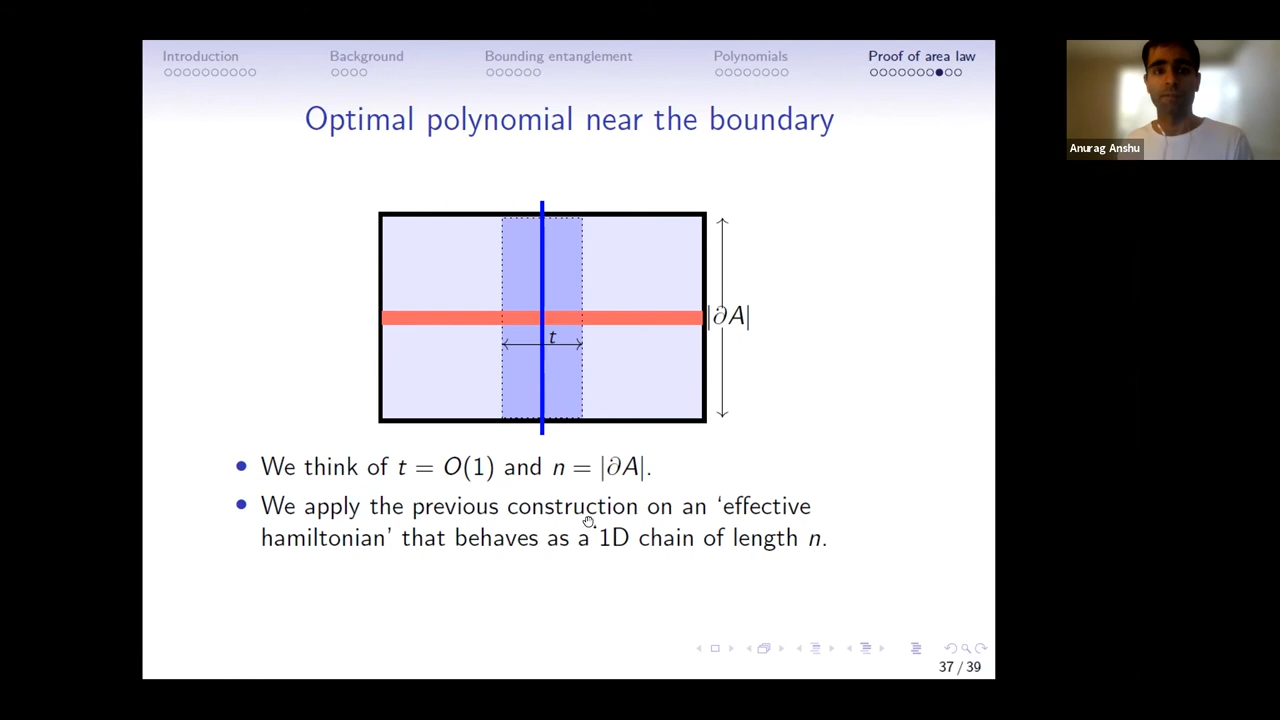 Introduction Background Bounding entanglement Polynomials Proof of area law
Optimal polynomial near the boundary
|∂A|
t
• We think of t = O(1) and n = |∂A|.
• We apply the previous construction on an ‘effective
hamiltonian’ that behaves as a 1D chain of length n.
37 / 39
Anurag Anshu